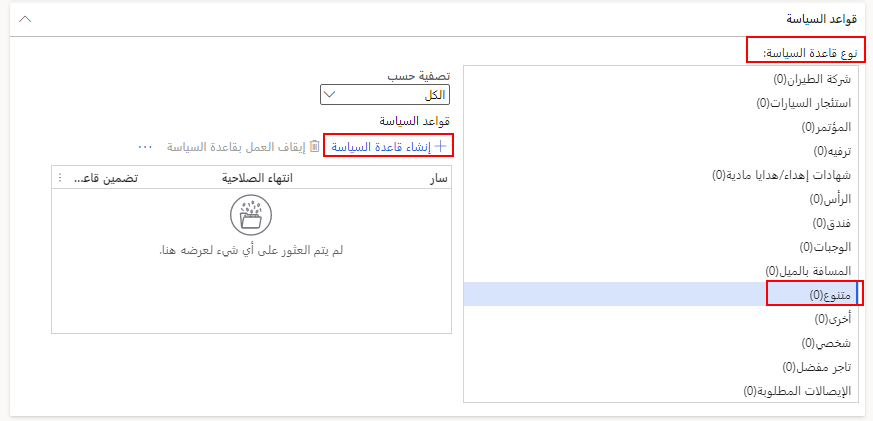 قواعد السياسة
نوع قاعدة السياسة:
شركة الطيران(0)
استئجار السيارات(0)
المؤتمر(0)
ترفيه(0)
شهادات إهداء/هدايا مادية(0)
الرأس(0)
فندق(0)
الوجبات(0)
المسافة بالميل(0)
متنوع(0)
أخرى(0)
شخصي(0)
تاجر مفضل(0)
الإيصالات المطلوبة(0)
تصفية حسب
الكل
قواعد السياسة
+ إنشاء قاعدة السياسة إيقاف العمل بقاعدة السياسة ...
سار انتهاء الصلاحية تضمين قاع...
لم يتم العثور على أي شيء لعرضه هنا.